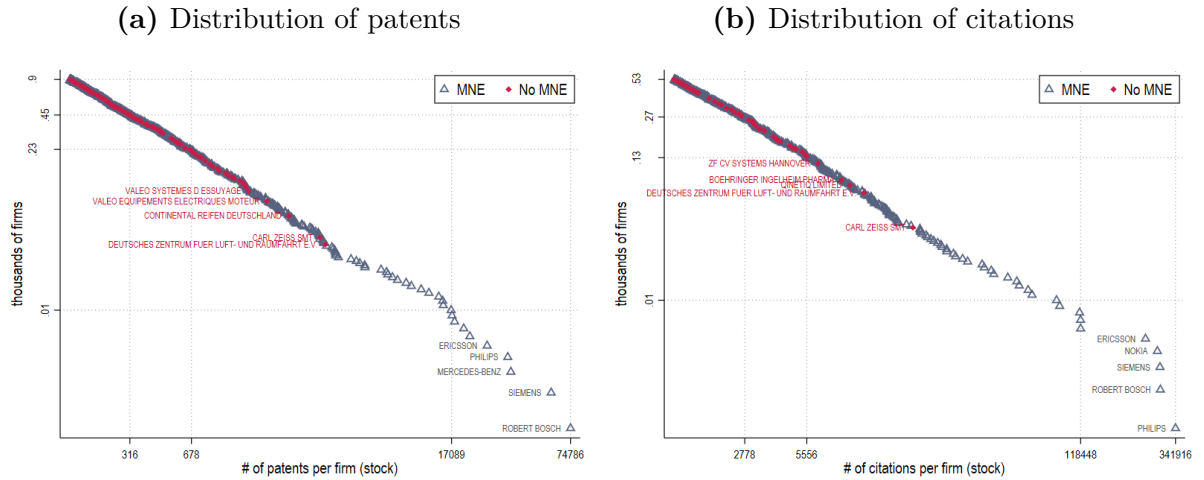 (a) Distribution of patents
.9
.45
.23
.01
thousands of firms
MNE
No MNE
VALEO SYSTEMES D ESSUYAGE
VALEO EQUIPEMENTS ELECTRIQUES MOTEUR
CONTINENTAL REIFEN DEUTSCHLAND
CARL ZEISS SMT
DEUTSCHES ZENTRUM FUER LUFT- UND RAUMFAHRT E.V.
ERICSSON
PHILIPS
MERCEDES-BENZ
SIEMENS
ROBERT BOSCH
316 678 17089 74786
# of patents per firm (stock)
(b) Distribution of citations
.53
.27
.13
.01
thousands of firms
MNE
No MNE
ZF CV SYSTEMS HANNOVER
BOEHRINGER INGELHEIM PHARMA
QINETIQ LIMITED
DEUTSCHES ZENTRUM FUER LUFT- UND RAUMFAHRT E.V.
CARL ZEISS SMT
ERICSSON
NOKIA
SIEMENS
ROBERT BOSCH
PHILIPS
2778 5556 118448 341916
# of citations per firm (stock)